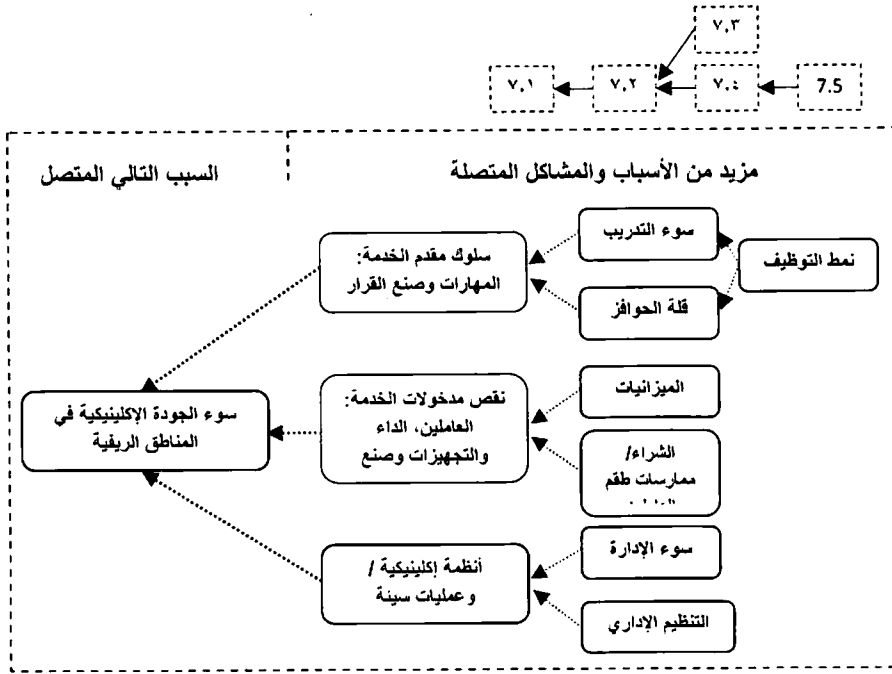 ٧,٣
٧,١
٧,٢
٧,٤
7.5
مزيد من الأسباب والمشاكل المتصلة
السبب التالي المتصل
سوء التدريب
نمط التوظيف
سلوك مقدم الخدمة:
المهارات وصنع القرار
قلة الحوافز
الميزانيات
نقص مدخولات الخدمة:
العاملين، الداء
والتجهيزات وصنع
سوء الجودة الإكلينيكية في
المناطق الريفية
الشراء/
ممارسات طقم
سوء الإدارة
أنظمة إكلينيكية /
وعمليات سيئة
التنظيم الإداري